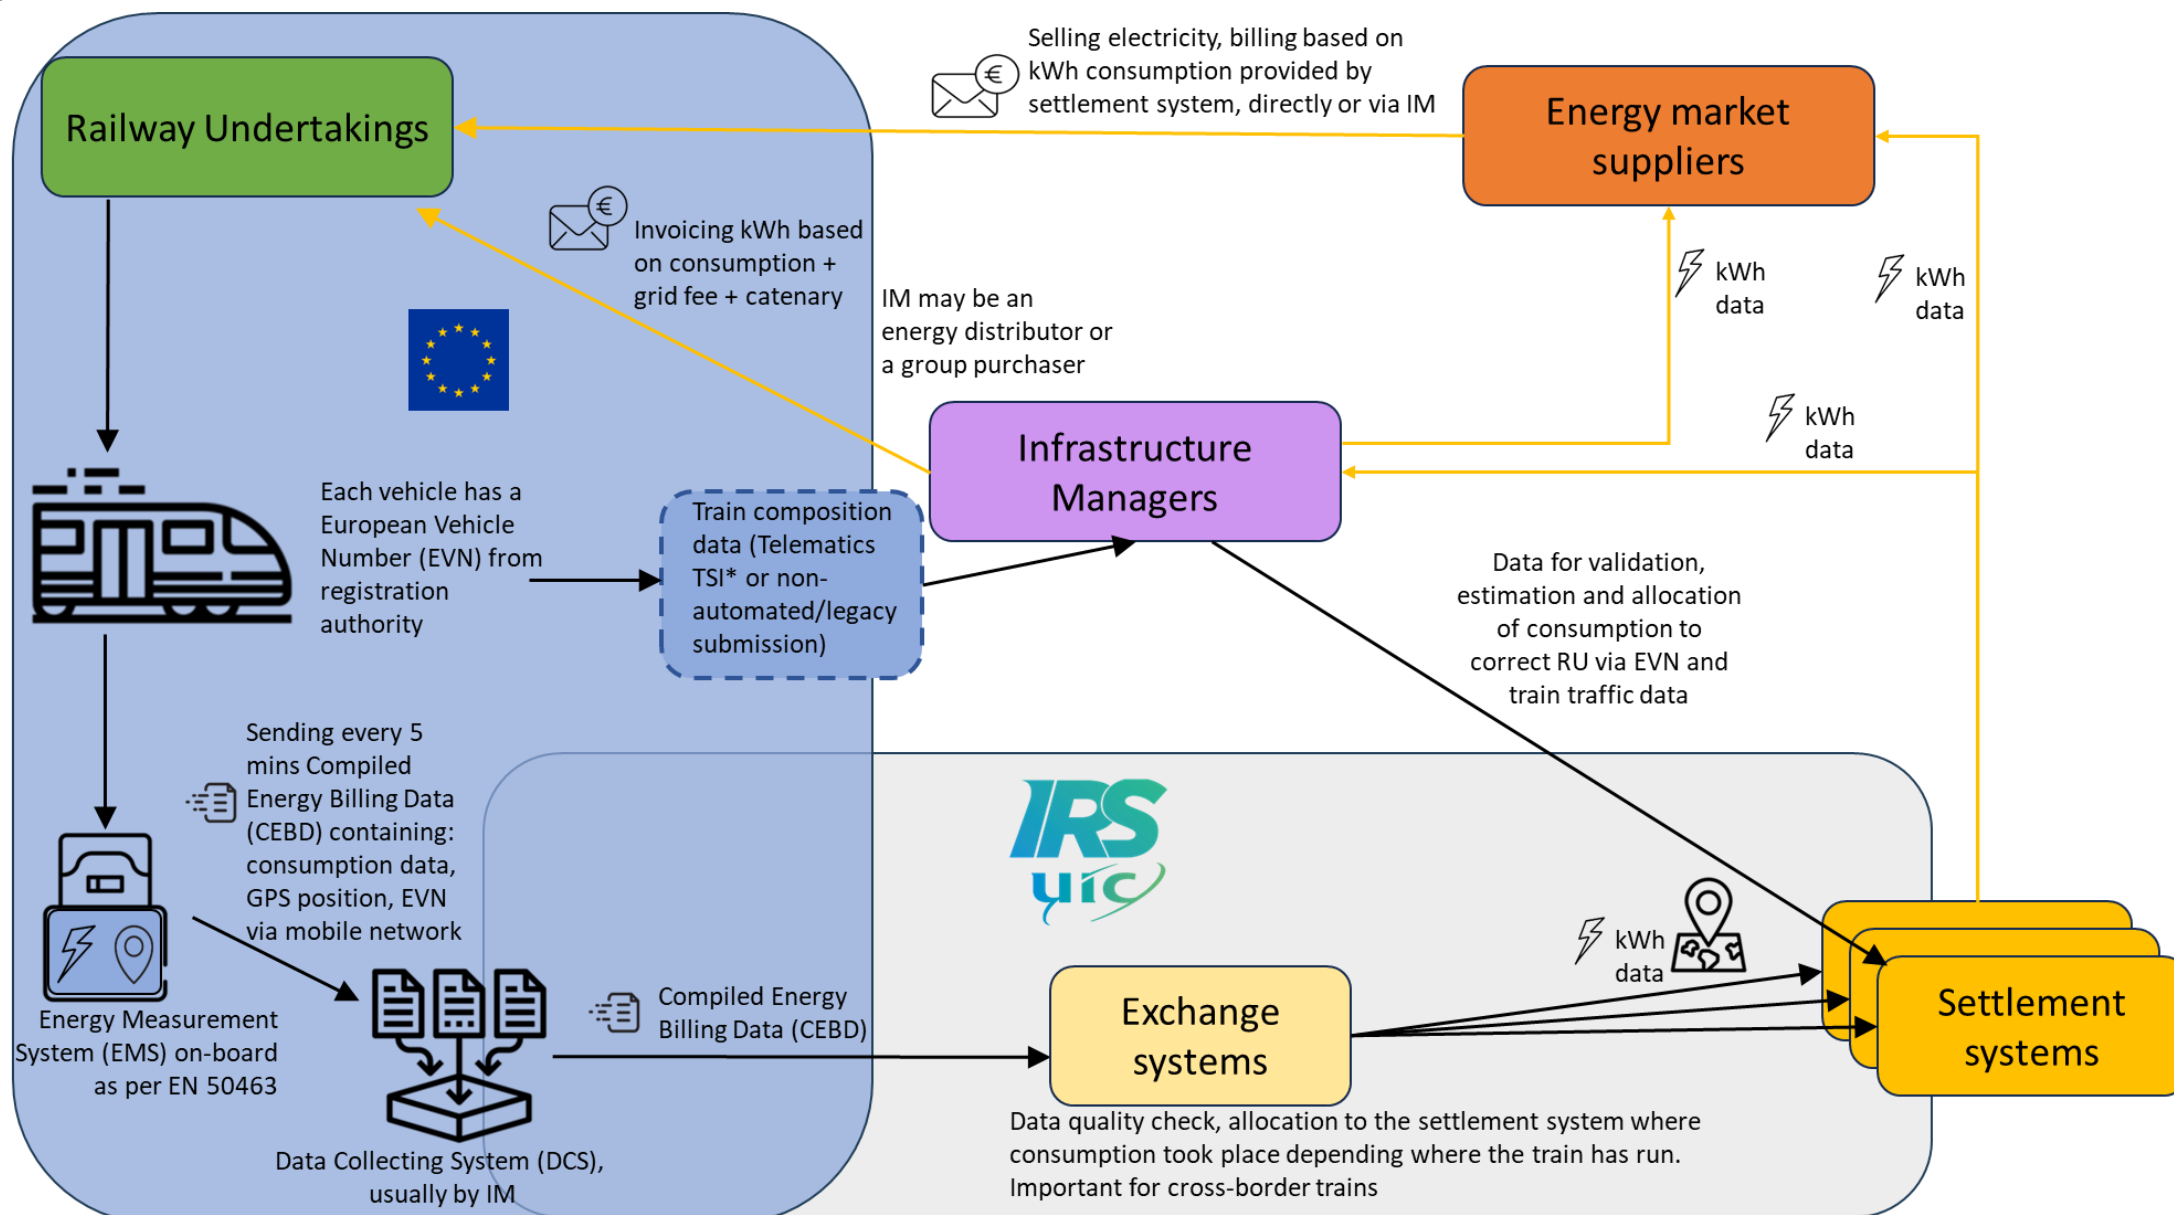 Selling electricity, billing based on
kWh consumption provided by
settlement system, directly or via IM
Energy market
suppliers
Railway Undertakings
Invoicing kWh based
on consumption +
grid fee + catenary
IM may be an
energy distributor or
a group purchaser
kWh
data
kWh
data
kWh
data
Infrastructure
Managers
Each vehicle has a
European Vehicle
Number (EVN) from
registration
authority
Train composition
data (Telematics
TSI* or non-
automated/legacy
submission)
Data for validation,
estimation and allocation
of consumption to
correct RU via EVN and
train traffic data
Sending every 5
mins Compiled
Energy Billing Data
(CEBD) containing:
consumption data,
GPS position, EVN
via mobile network
IRS
uic
kWh
data
Energy Measurement
System (EMS) on-board
as per EN 50463
Compiled Energy
Billing Data (CEBD)
Exchange
systems
Settlement
systems
Data quality check, allocation to the settlement system where
consumption took place depending where the train has run.
Important for cross-border trains
Data Collecting System (DCS),
usually by IM